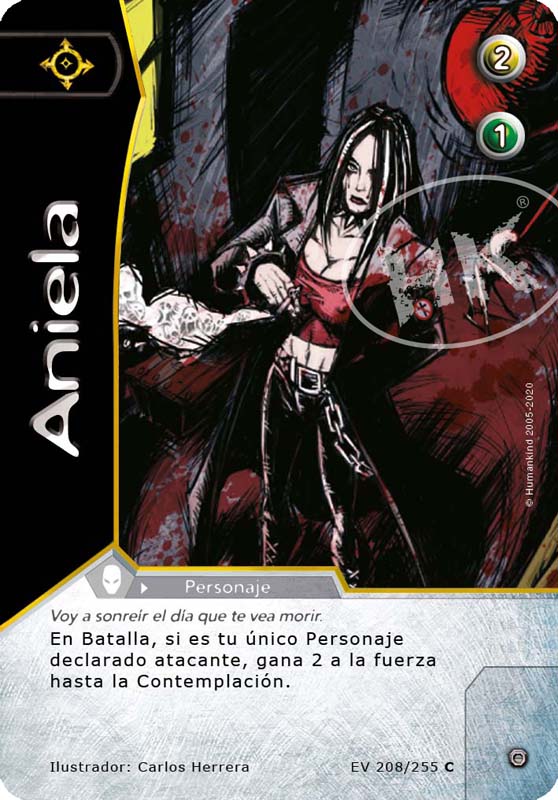 2
1
Aniela
HK
®
© Humankind 2005-2020
Personaje
Voy a sonreír el día que te vea morir.
En Batalla, si es tu único Personaje
declarado atacante, gana 2 a la fuerza
hasta la Contemplación.
Ilustrador: Carlos Herrera
EV 208/255 C